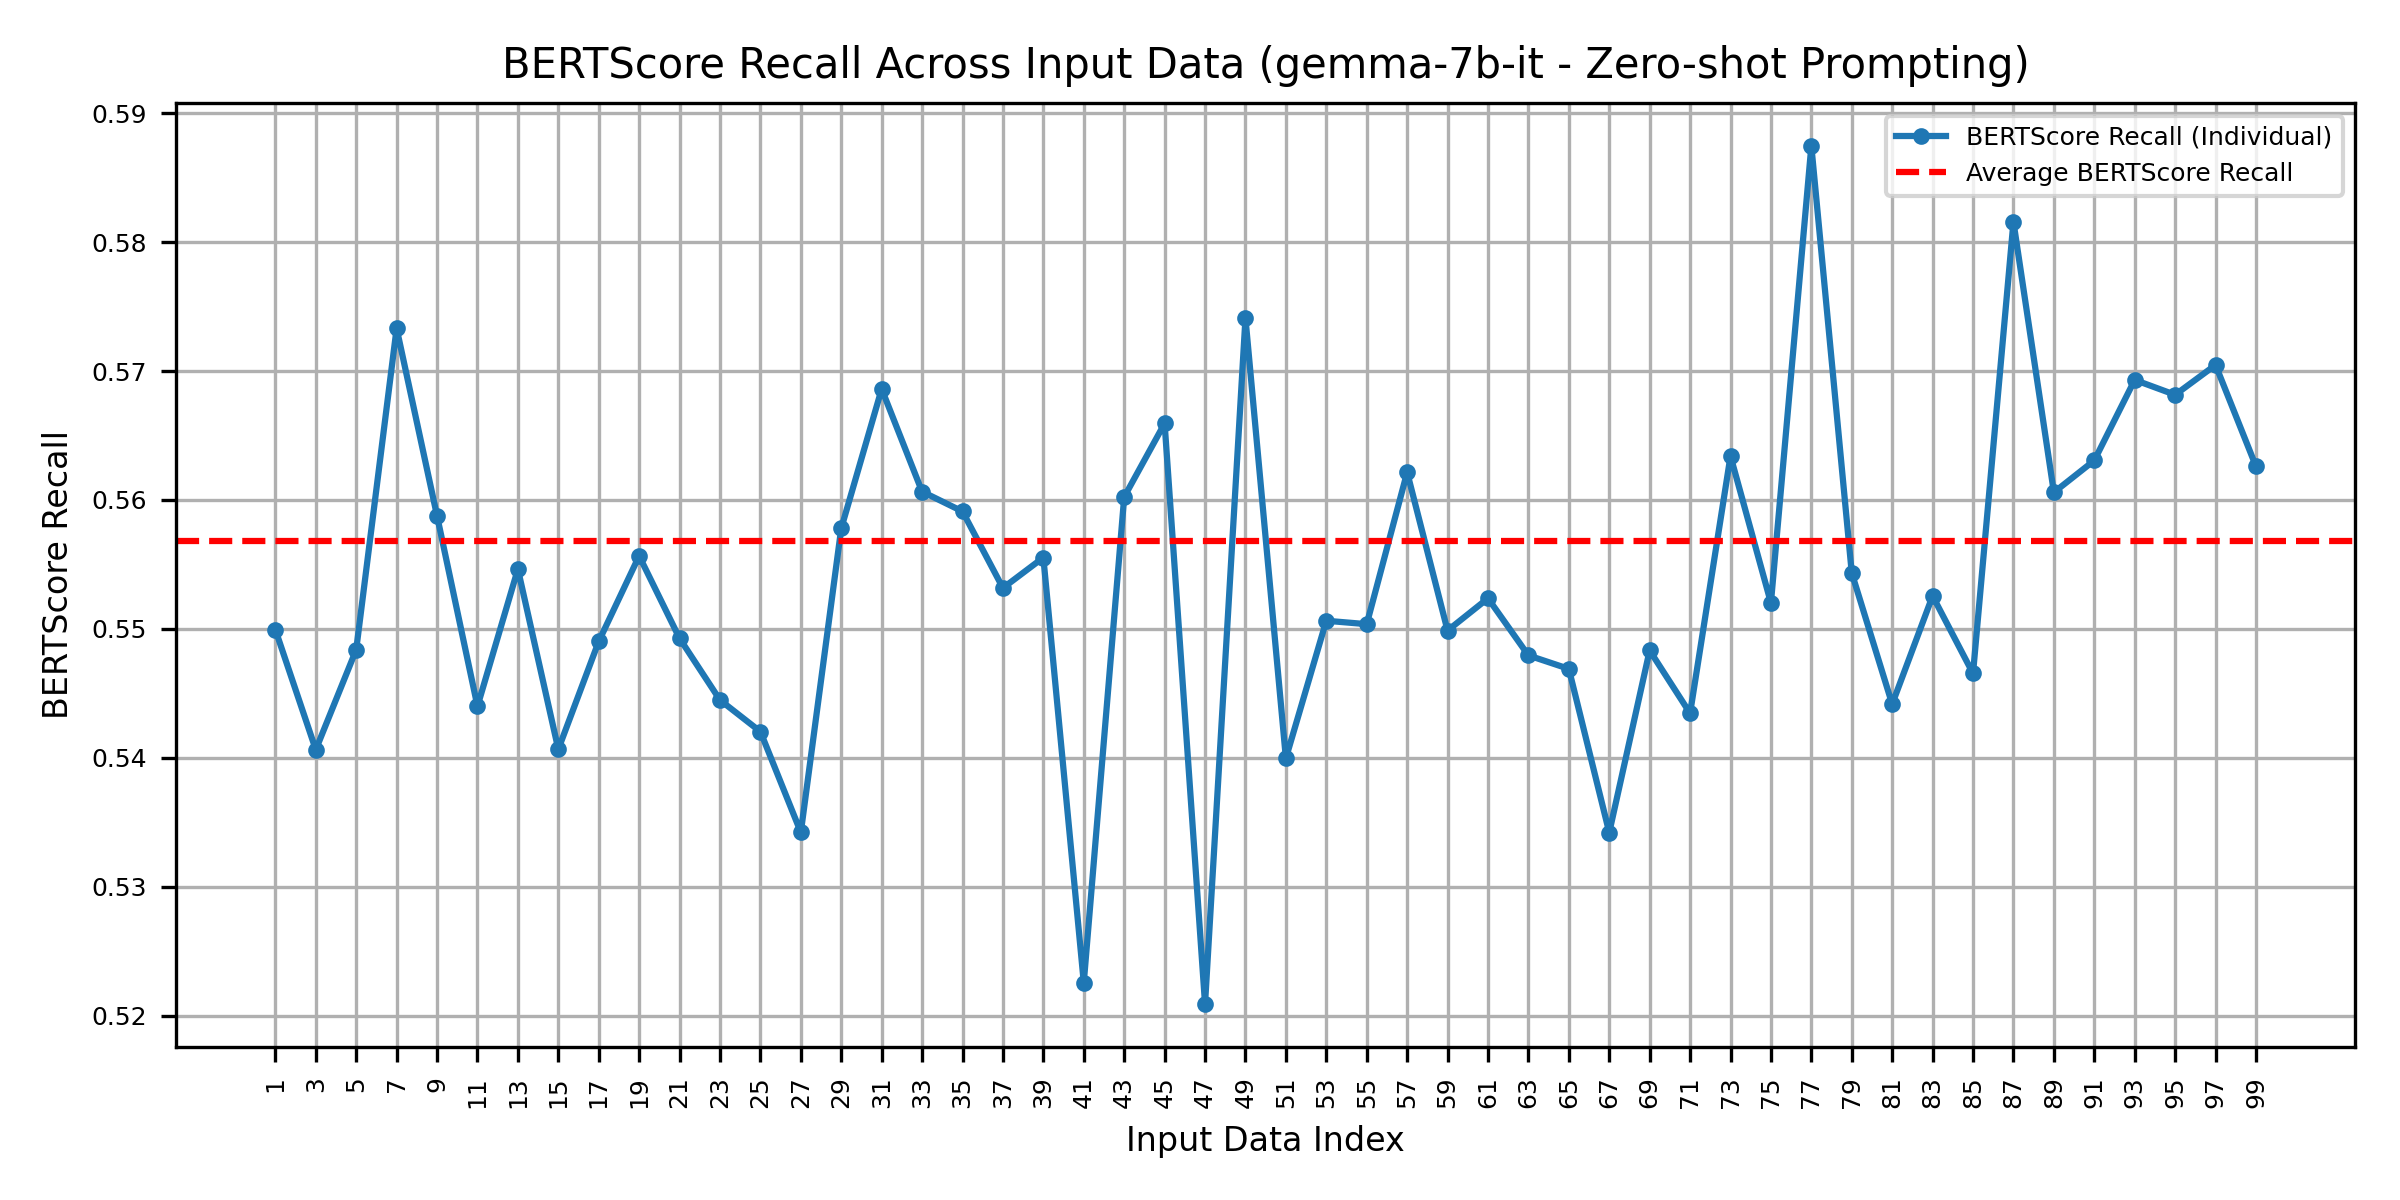 BERTScore Recall Across Input Data (gemma-7b-it - Zero-shot Prompting)
BERTScore Recall (Individual)
Average BERTScore Recall
0.59
0.58
0.57
0.56
0.55
0.54
0.53
0.52
BERTScore Recall
1 3 5 7 9 11 13 15 17 19 21 23 25 27 29 31 33 35 37 39 41 43 45 47 49 51 53 55 57 59 61 63 65 67 69 71 73 75 77 79 81 83 85 87 89 91 93 95 97 99
Input Data Index